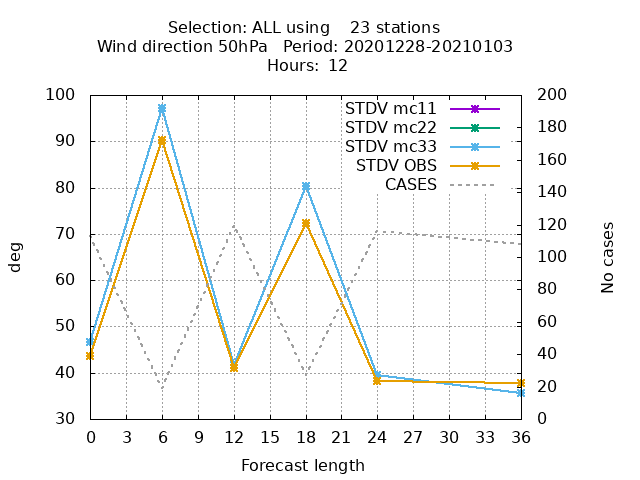 Selection: ALL using    23 stations
Wind direction 50hPa   Period: 20201228-20210103
Hours:  12
100
90
80
70
60
50
40
30
200
180
160
140
120
100
80
60
40
20
0
STDV mc11
STDV mc22
STDV mc33
STDV OBS
CASES
deg
No cases
0 3 6 9 12 15 18 21 24 27 30 33 36
Forecast length